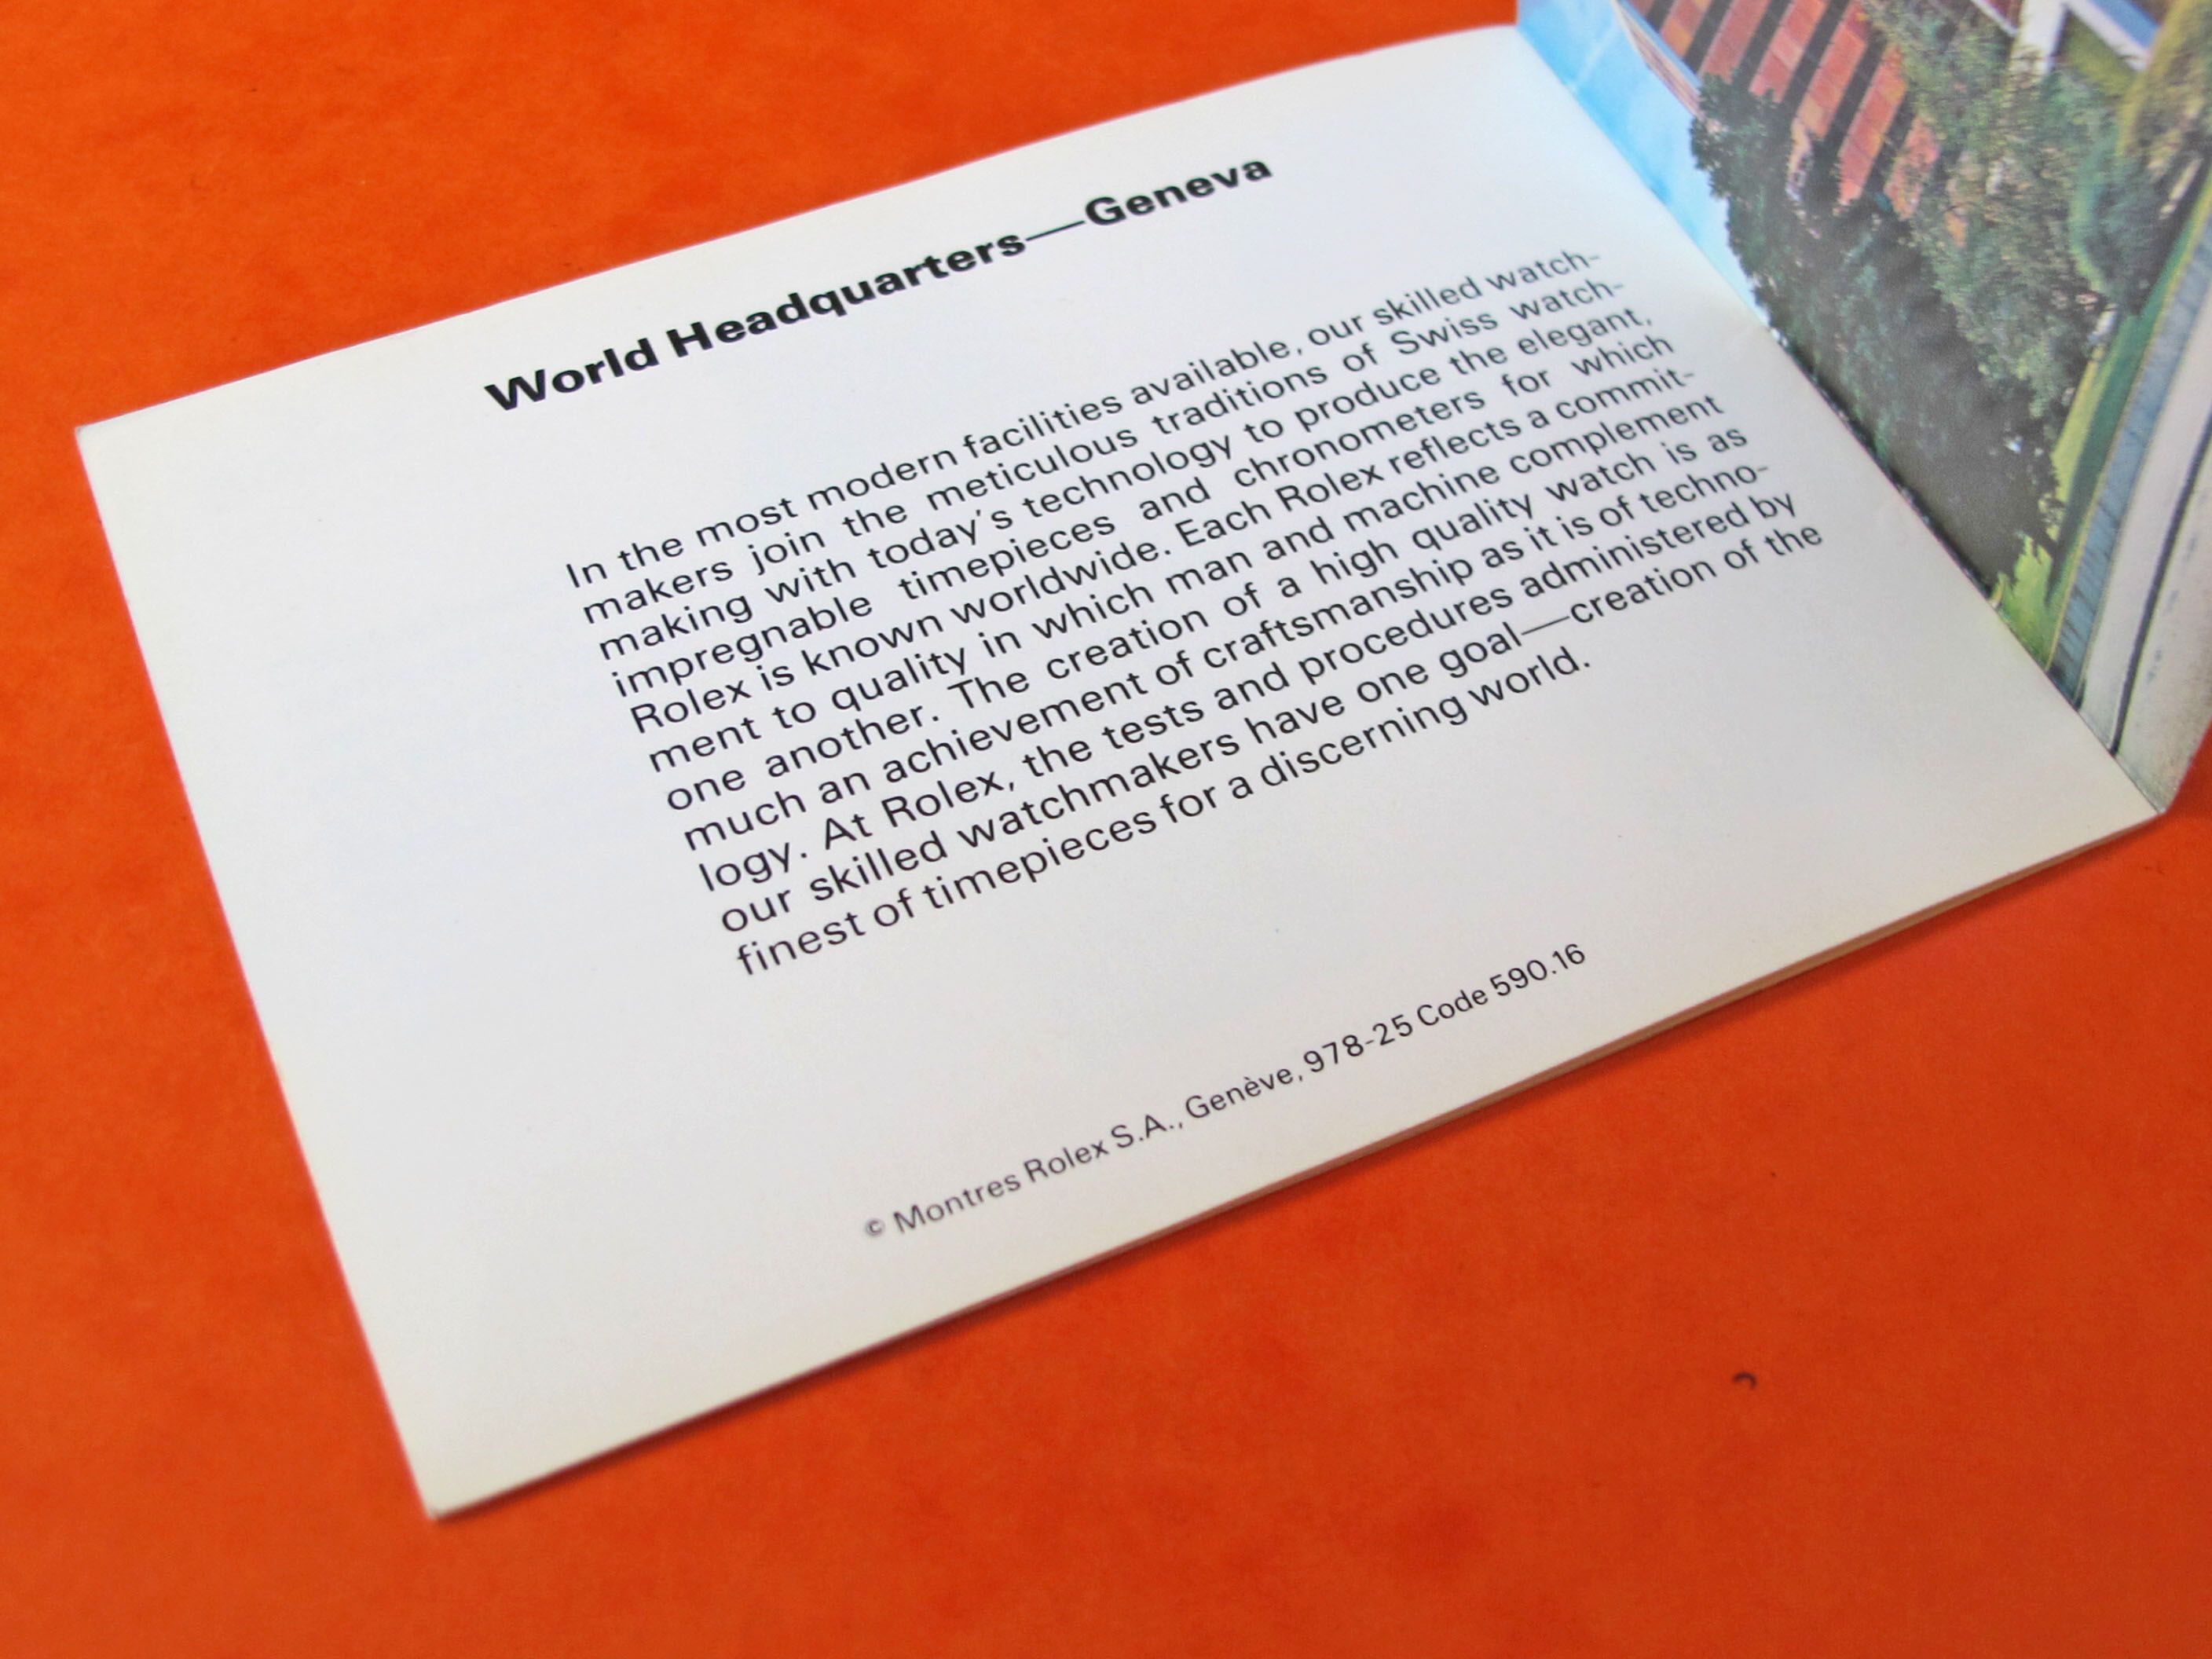 World Headquarters—Geneva
In the most modern facilities available, our skilled watch-
makers join the meticulous traditions of Swiss watch-
making with today's technology to produce the elegant,
impregnable timepieces and chronometers for which
Rolex is known worldwide. Each Rolex reflects a commit-
ment to quality in which man and machine complement
one another. The creation of a high quality watch is as
much an achievement of craftsmanship as it is of techno-
logy. At Rolex, the tests and procedures administered by
our skilled watchmakers have one goal—creation of the
finest of timepieces for a discerning world.
© Montres Rolex S.A., Genève, 978-25 Code 590.16